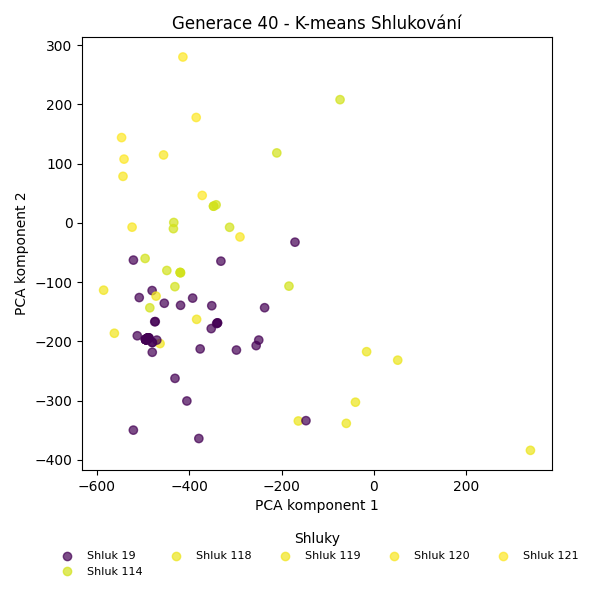 Generace 40 - K-means Shlukování
300
200
100
0
−100
−200
−300
−400
PCA komponent 2
−600
−400
−200
0
200
PCA komponent 1
Shluky
Shluk 19
Shluk 118
Shluk 119
Shluk 120
Shluk 121
Shluk 114